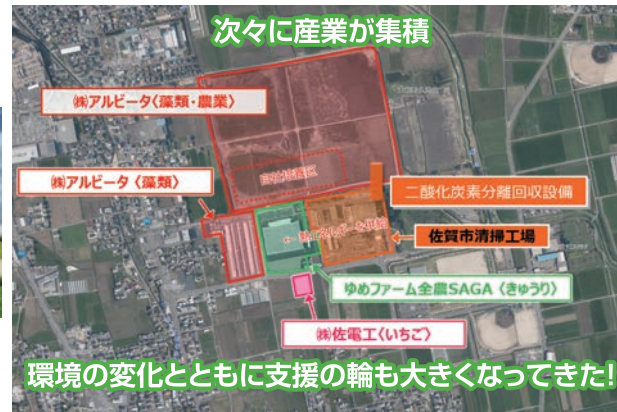 次々に産業が集積
㈱アルビータ〈藻類・農業〉
㈱アルビータ〈藻類〉
二酸化炭素分離回収設備
佐賀市清掃工場
ゆめファーム全農SAGA〈きゅうり〉
㈱佐電工〈いちご〉
環境の変化とともに支援の輪も大きくなってきた!